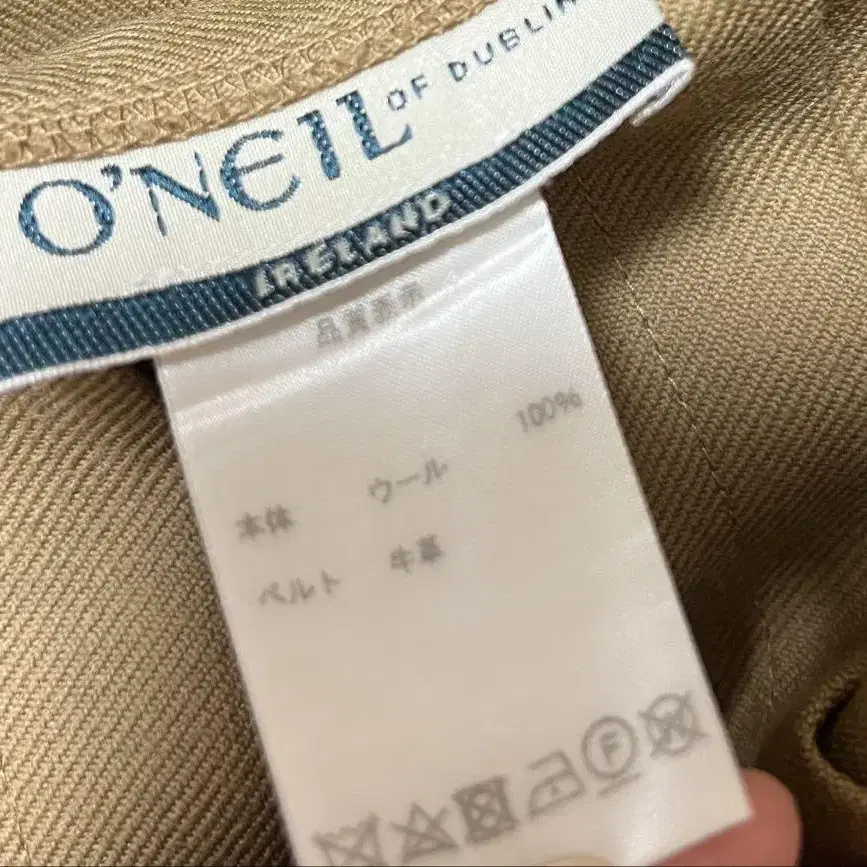 O'NEIL OF DUBLIN
IRELAND
品質表示
本体 ウール 100%
ベルト 牛革
F